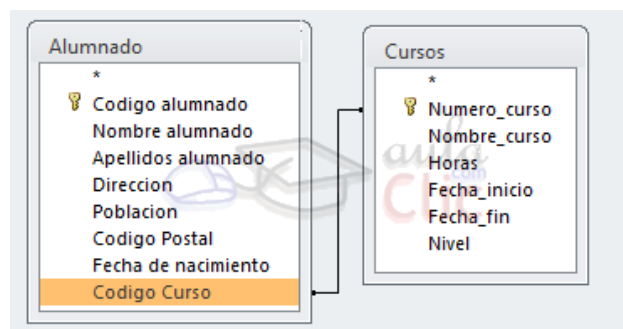 Alumnado
*
Codigo alumnado
Nombre alumnado
Apellidos alumnado
Direccion
Poblacion
Codigo Postal
Fecha de nacimiento
Codigo Curso
Cursos
*
Numero_curso
Nombre_curso
Horas
Fecha_inicio
Fecha_fin
Nivel
aula
Clic
.com